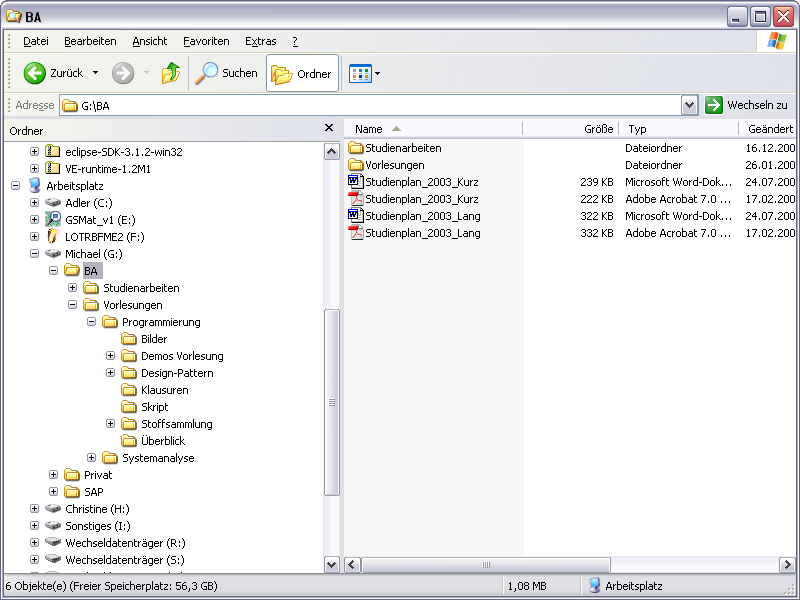 BA
Datei Bearbeiten Ansicht Favoriten Extras ?
Zurück Suchen Ordner
Adresse G:\BA Wechseln zu
Ordner
eclipse-SDK-3.1.2-win32
VE-runtime-1.2M1
Arbeitsplatz
Adler (C:)
GSMat_v1 (E:)
LOTRBFME2 (F:)
Michael (G:)
BA
Studienarbeiten
Vorlesungen
Programmierung
Bilder
Demos Vorlesung
Design-Pattern
Klausuren
Skript
Stoffsammlung
Überblick
Systemanalyse
Privat
SAP
Christine (H:)
Sonstiges (I:)
Wechseldatenträger (R:)
Wechseldatenträger (S:)
Name Größe Typ Geändert
Studienarbeiten Dateiordner 16.12.200
Vorlesungen Dateiordner 26.01.200
Studienplan_2003_Kurz 239 KB Microsoft Word-Dok... 24.07.200
Studienplan_2003_Kurz 222 KB Adobe Acrobat 7.0 ... 17.02.200
Studienplan_2003_Lang 322 KB Microsoft Word-Dok... 24.07.200
Studienplan_2003_Lang 332 KB Adobe Acrobat 7.0 ... 17.02.200
6 Objekte(e) (Freier Speicherplatz: 56,3 GB) 1,08 MB Arbeitsplatz